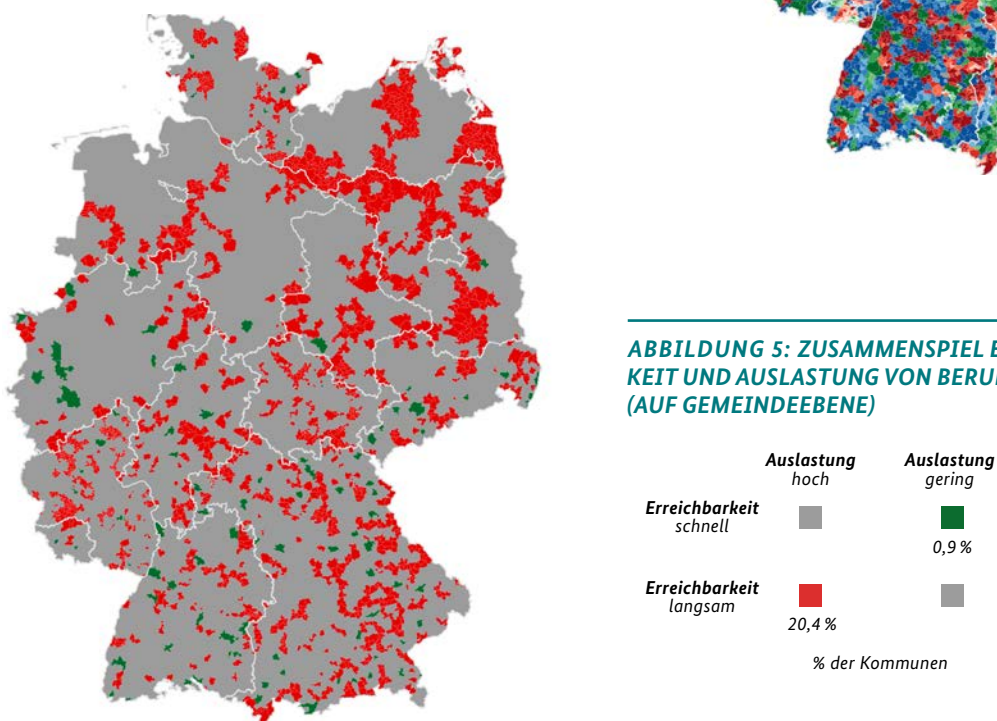 ABBILDUNG 5: ZUSAMMENSPIEL
KEIT UND AUSLASTUNG VON
(AUF GEMEINDEEBENE)
Auslastung Auslastung
hoch gering
Erreichbarkeit
schnell
0,9 %
Erreichbarkeit
langsam
20,4 %
% der Kommunen